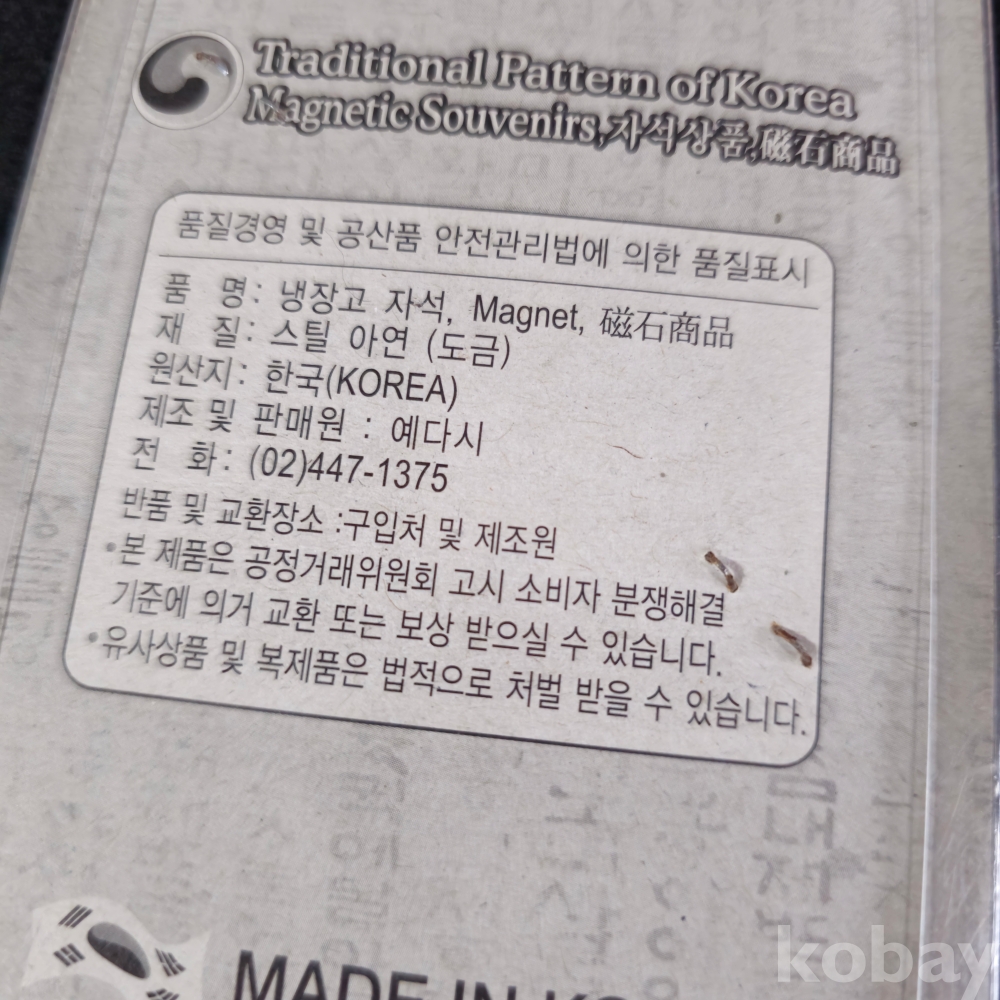 Traditional Pattern of Korea
Magnetic Souvenirs,자석상품,磁石商品
품질경영 및 공산품 안전관리법에 의한 품질표시
품 명: 냉장고 자석, Magnet, 磁石商品
재 질: 스틸 아연 (도금)
원산지: 한국(KOREA)
제조 및 판매원 : 예다시
전 화: (02)447-1375
반품 및 교환장소 :구입처 및 제조원
•본 제품은 공정거래위원회 고시 소비자 분쟁해결
기준에 의거 교환 또는 보상 받으실 수 있습니다.
•유사상품 및 복제품은 법적으로 처벌 받을 수 있습니다.
MADE IN
kobay